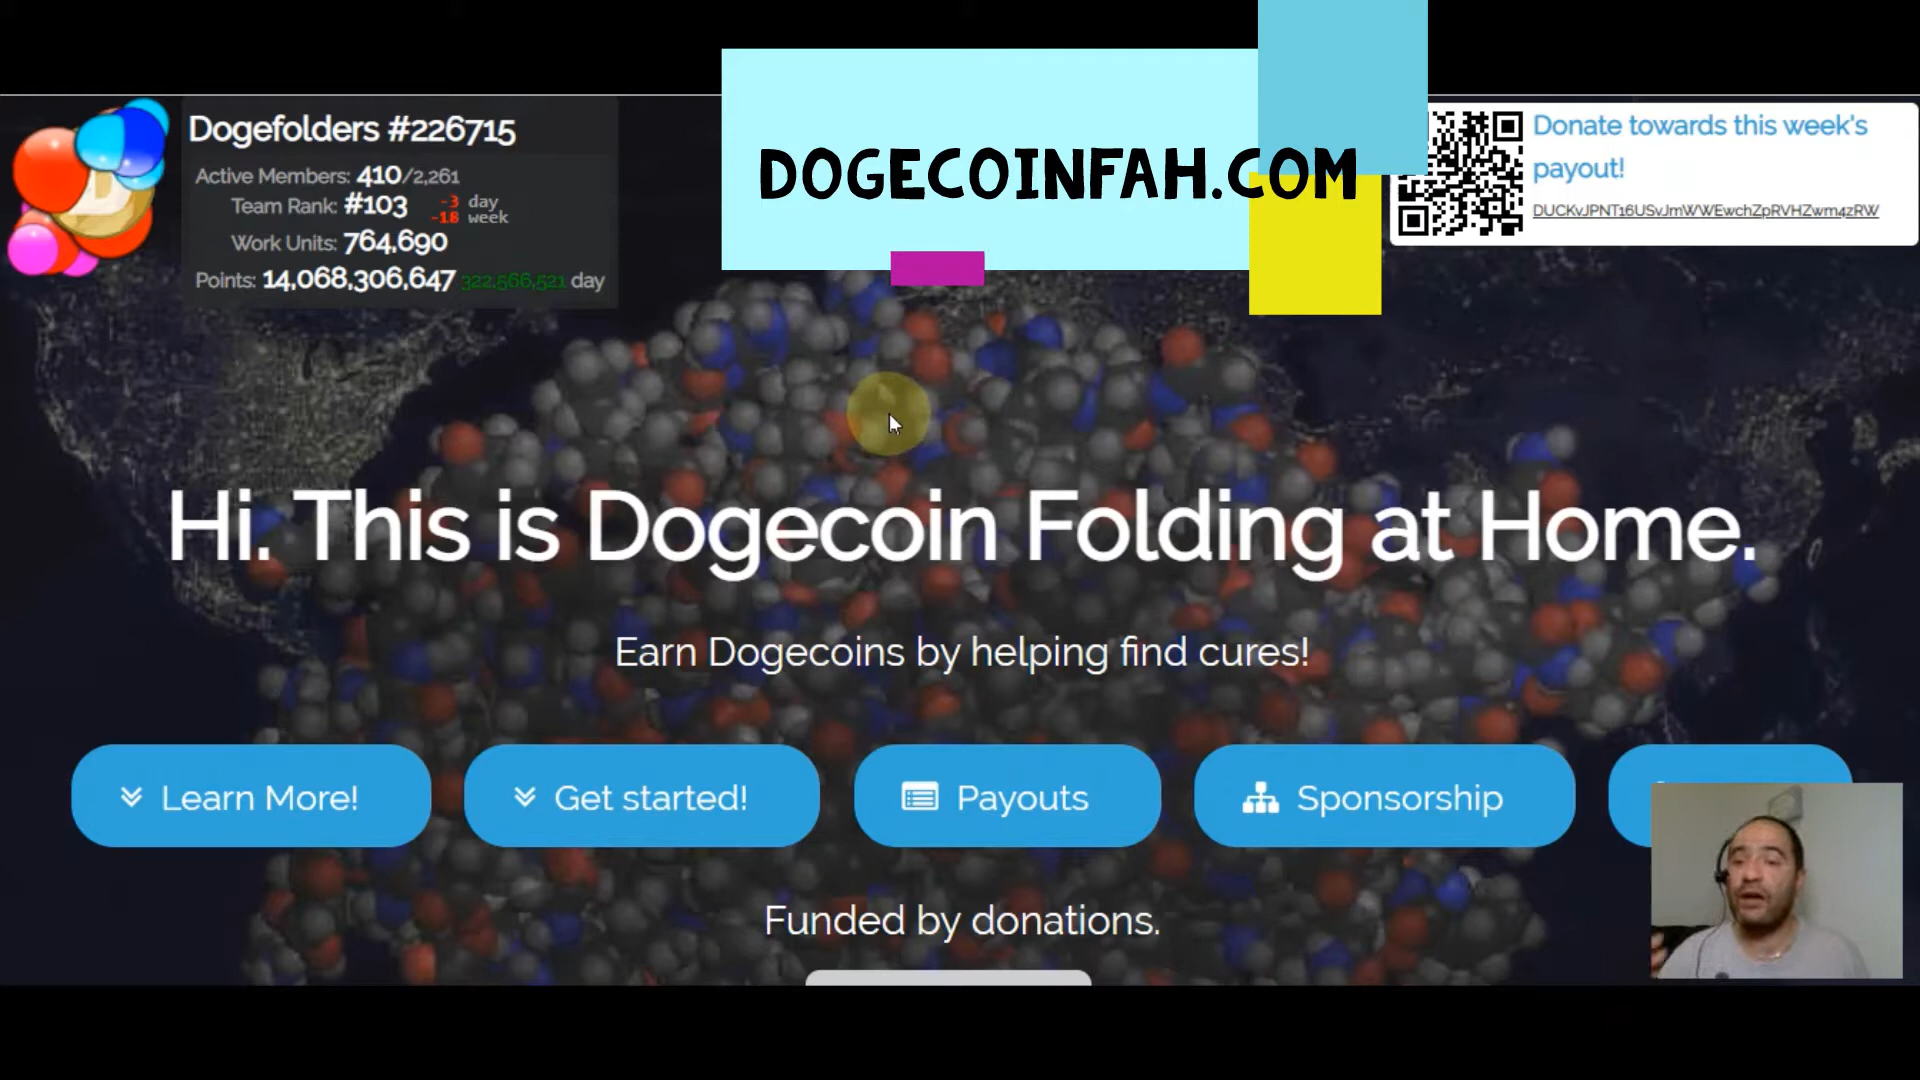 Dogefolders #226715
Active Members: 410/2,261
Team Rank: #103 -3 day
-18 week
Work Units: 764,690
Points: 14,068,306,647 322,566,521 day
DOGECOINFAH.COM
Donate towards this week's
payout!
DUCKvJPNT16USvJmWWEwchZpRVHZwm4zRW
Hi. This is Dogecoin Folding at Home.
Earn Dogecoins by helping find cures!
Learn More!
Get started!
Payouts
Sponsorship
Funded by donations.